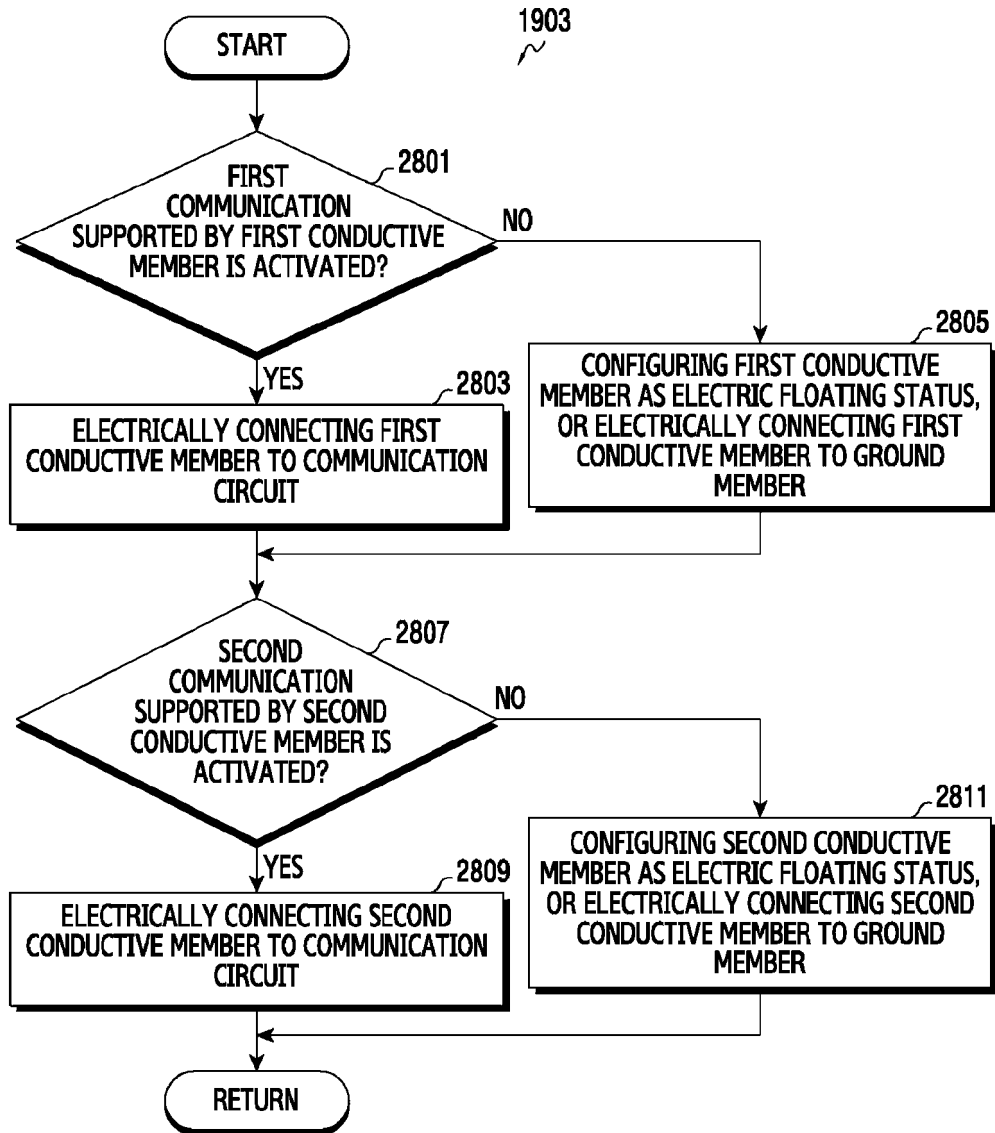 1903
START
2801
FIRST
COMMUNICATION
SUPPORTED BY FIRST CONDUCTIVE
MEMBER IS ACTIVATED?
NO
YES
2803
ELECTRICALLY CONNECTING FIRST
CONDUCTIVE MEMBER TO COMMUNICATION
CIRCUIT
2805
CONFIGURING FIRST CONDUCTIVE
MEMBER AS ELECTRIC FLOATING STATUS,
OR ELECTRICALLY CONNECTING FIRST
CONDUCTIVE MEMBER TO GROUND
MEMBER
2807
SECOND
COMMUNICATION
SUPPORTED BY SECOND
CONDUCTIVE MEMBER IS
ACTIVATED?
NO
YES
2809
ELECTRICALLY CONNECTING SECOND
CONDUCTIVE MEMBER TO COMMUNICATION
CIRCUIT
2811
CONFIGURING SECOND CONDUCTIVE
MEMBER AS ELECTRIC FLOATING STATUS,
OR ELECTRICALLY CONNECTING SECOND
CONDUCTIVE MEMBER TO GROUND
MEMBER
RETURN